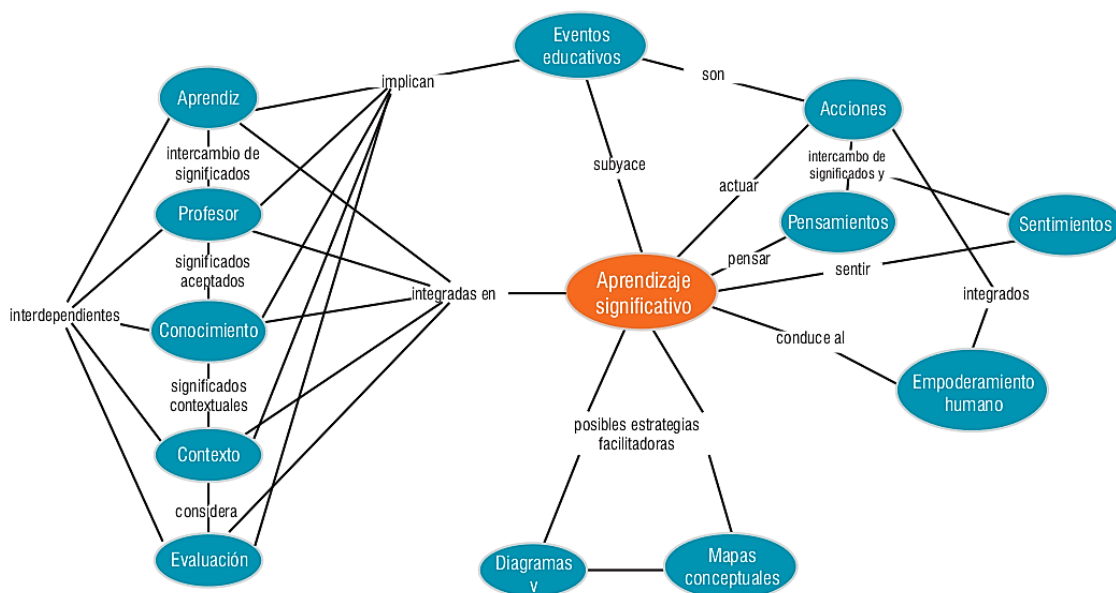 Eventos
educativos
implican
son
Aprendiz
Acciones
intercambio de
significados
intercambo de
significados y
subyace
actuar
Profesor
Pensamientos
Sentimientos
significados
aceptados
pensar
sentir
Aprendizaje
significativo
integradas en
integrados
interdependientes
Conocimiento
conduce al
significados
contextuales
Empoderamiento
humano
posibles estrategias
facilitadoras
Contexto
considera
Evaluación
Diagramas
v
Mapas
conceptuales